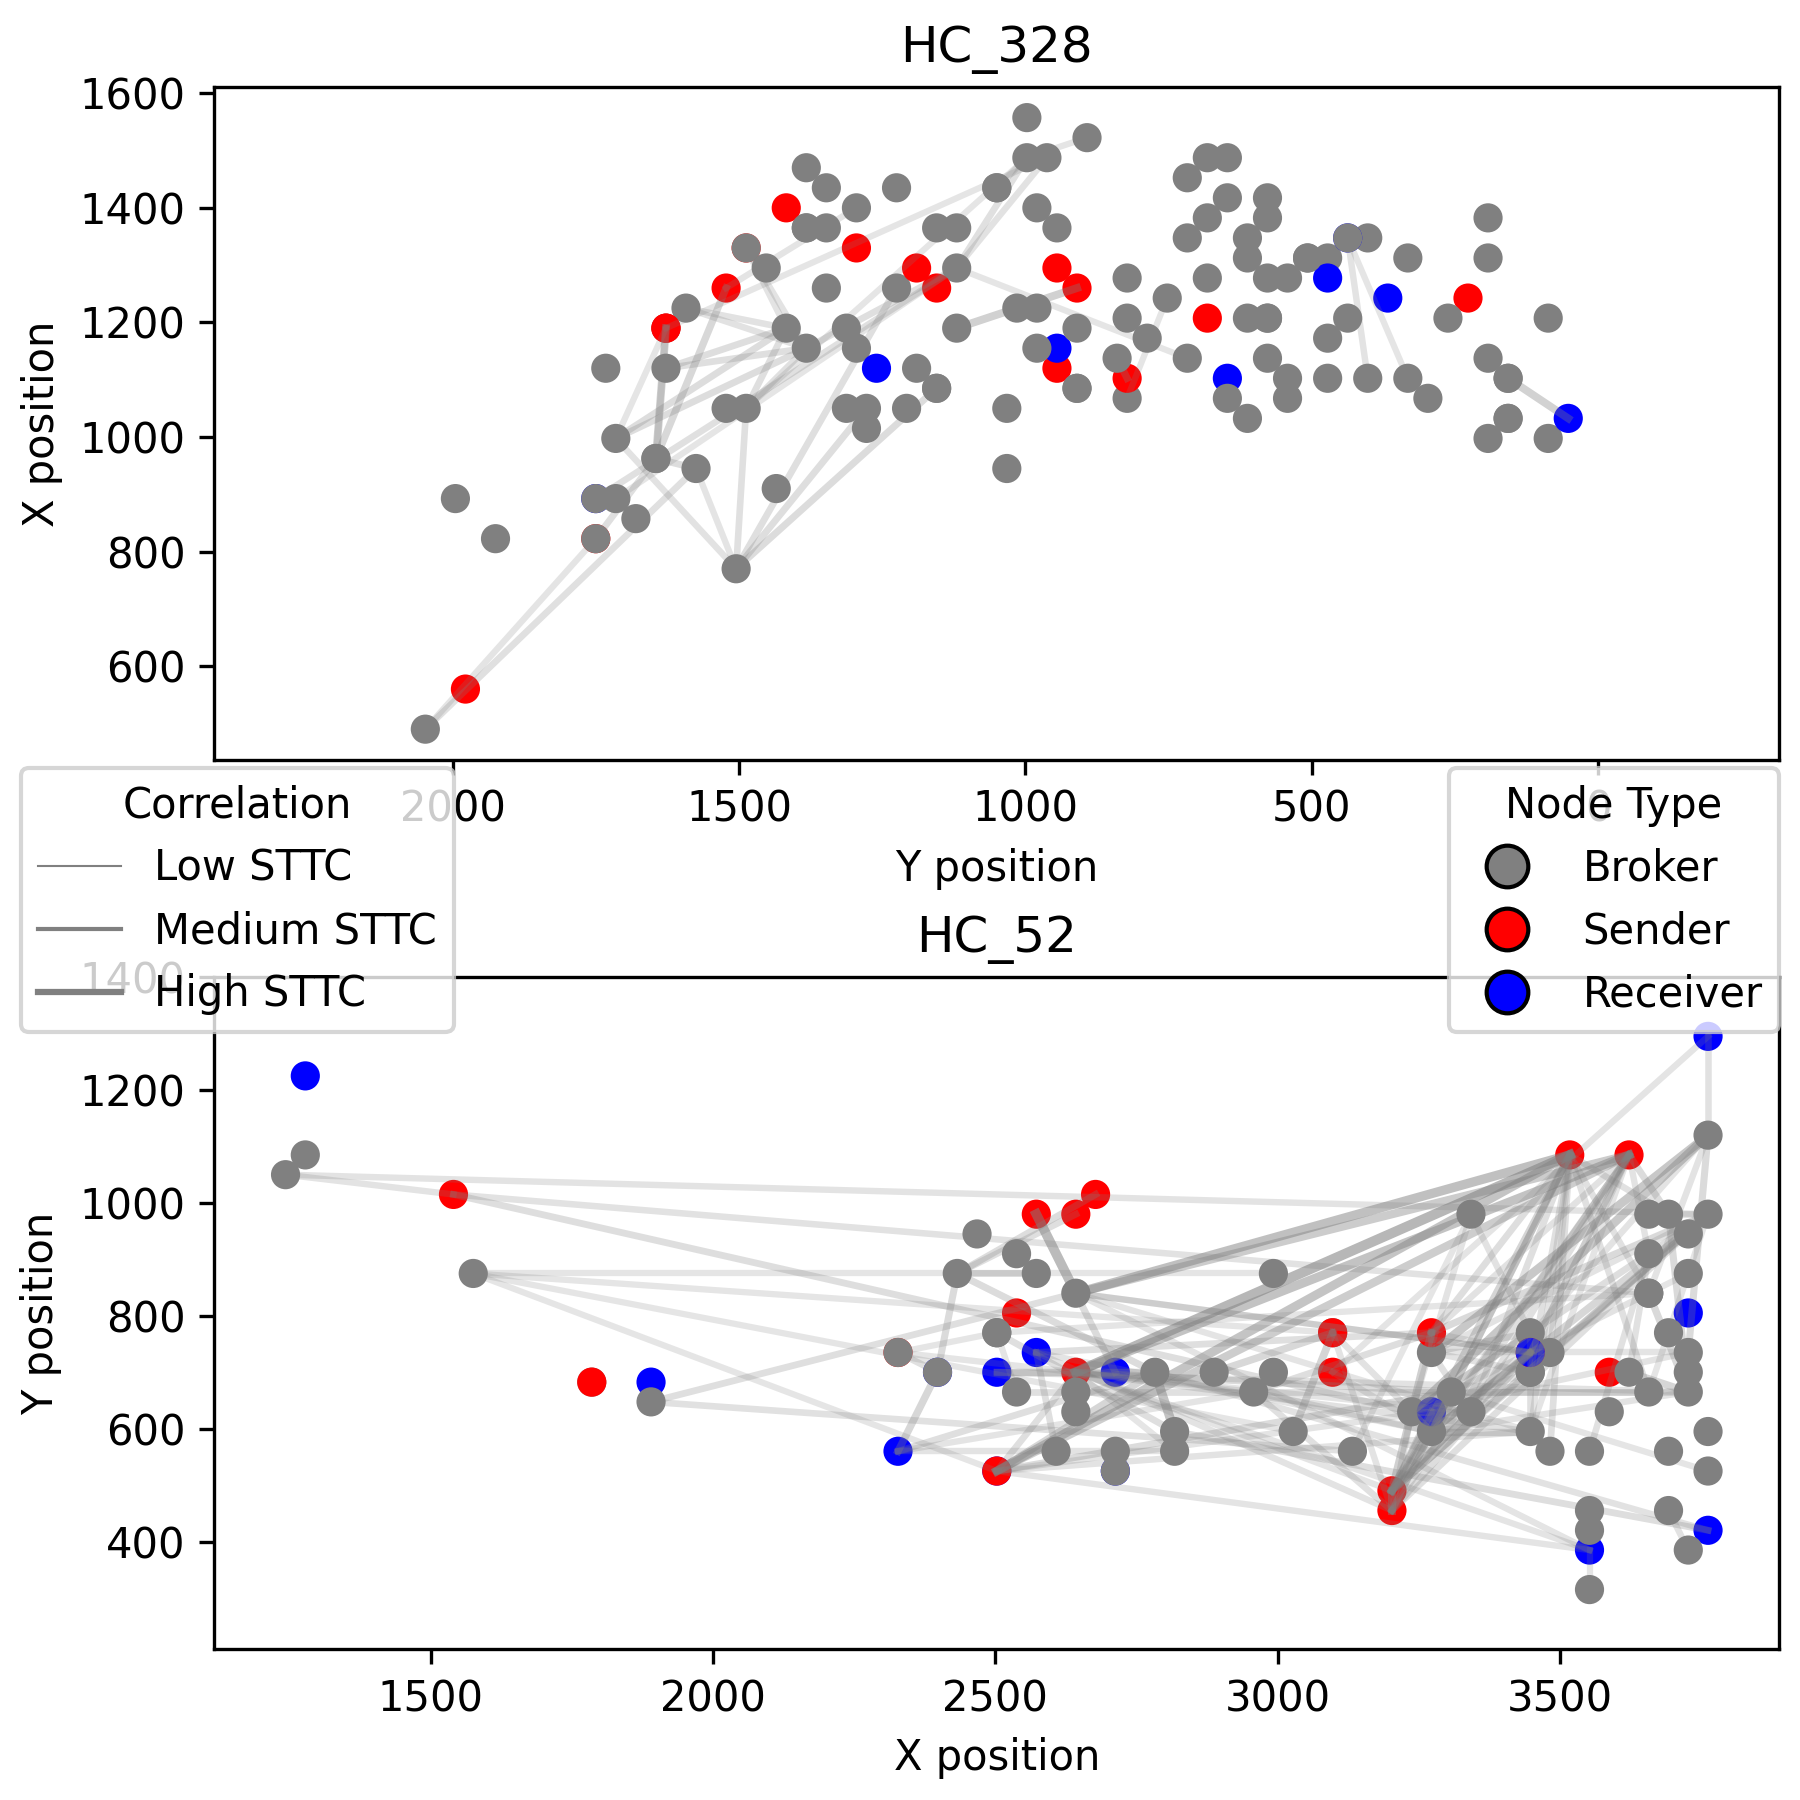 HC_328
1600
1400
1200
1000
800
600
X position
2000
1500
1000
500
0
Y position
Correlation
Low STTC
Medium STTC
High STTC
Node Type
Broker
Sender
Receiver
HC_52
1400
1200
1000
800
600
400
Y position
1500
2000
2500
3000
3500
X position